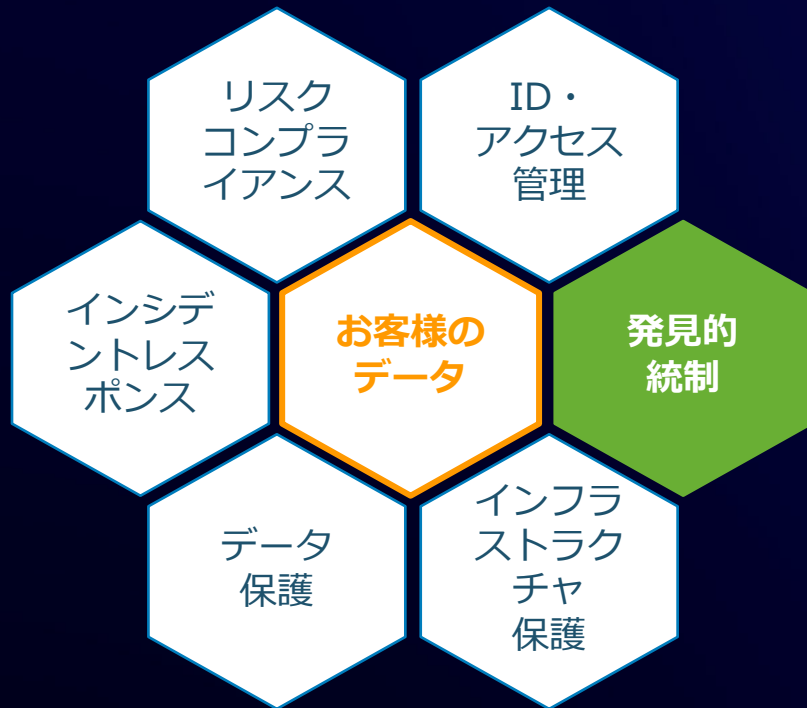 リスク
コンプラ
イアンス
ID・
アクセス
管理
インシデ
ントレス
ポンス
お客様の
データ
発見的
統制
データ
保護
インフラ
ストラク
チャ
保護